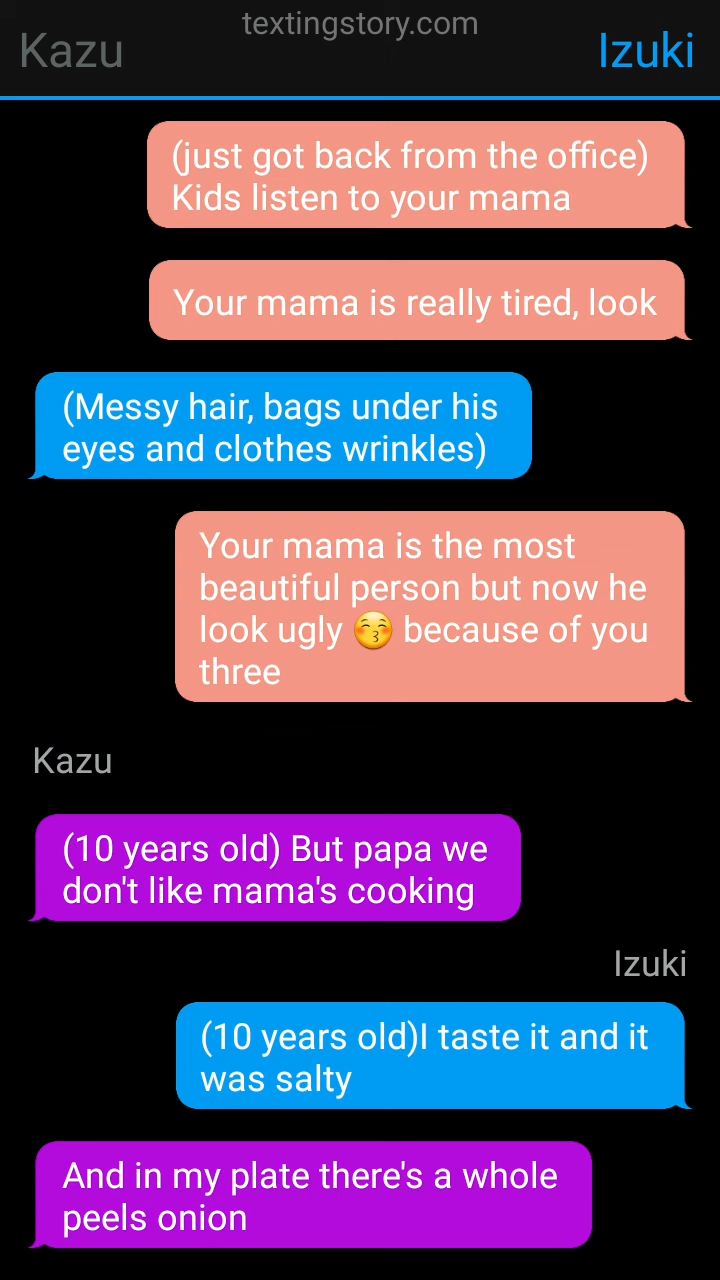 textingstory.com
Kazu
Izuki
(just got back from the office)
Kids listen to your mama
Your mama is really tired, look
(Messy hair, bags under his
eyes and clothes wrinkles)
Your mama is the most
beautiful person but now he
look ugly 😚 because of you
three
Kazu
(10 years old) But papa we
don't like mama's cooking
Izuki
(10 years old)I taste it and it
was salty
And in my plate there's a whole
peels onion